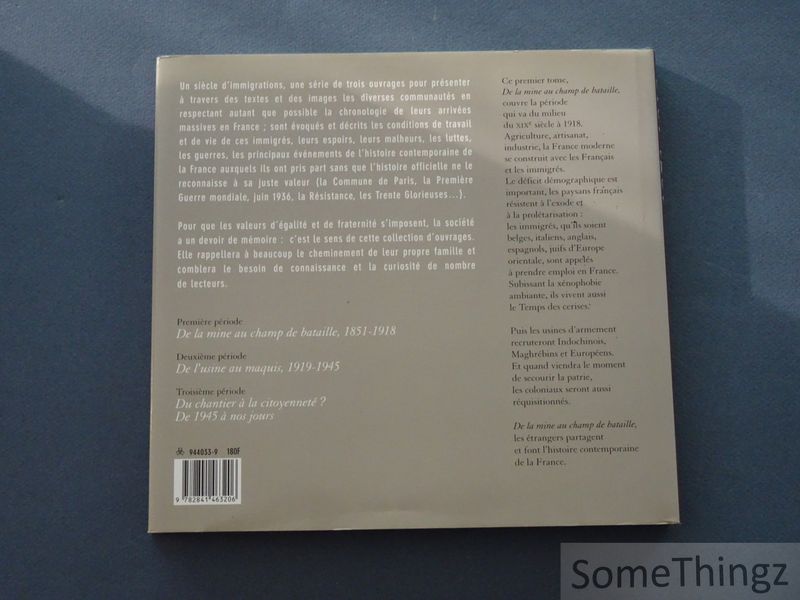 Un siècle d'immigrations, une série de trois ouvrages pour présenter
à travers des textes et des images les diverses communautés en
respectant autant que possible la chronologie de leurs arrivées
massives en France ; sont évoqués et décrits les conditions de travail
et de vie de ces immigrés, leurs espoirs, leurs malheurs, les luttes,
les guerres, les principaux événements de l'histoire contemporaine de
la France auxquels ils ont pris part sans que l'histoire officielle ne le
reconnaisse à sa juste valeur (la Commune de Paris, la Première
Guerre mondiale, juin 1936, la Résistance, les Trente Glorieuses...).
Pour que les valeurs d'égalité et de fraternité s'imposent, la société
a un devoir de mémoire : c'est le sens de cette collection d'ouvrages.
Elle rappellera à beaucoup le cheminement de leur propre famille et
comblera le besoin de connaissance et la curiosité de nombre
de lecteurs.
Première période
De la mine au champ de bataille, 1851-1918
Deuxième période
De l'usine au maquis, 1919-1945
Troisième période
Du chantier à la citoyenneté ?
De 1945 à nos jours
944033-9 180F
9 782841 463206
Ce premier tome,
De la mine au champ de bataille,
couvre la période
qui va du milieu
du XIXe siècle à 1918.
Agriculture, artisanat,
industrie, la France moderne
se construit avec les Français
et les immigrés.
Le déficit démographique est
important, les paysans français
résistent à l'exode et
à la prolétarisation :
les immigrés, qu'ils soient
belges, italiens, anglais,
espagnols, juifs d'Europe
orientale, sont appelés
à prendre emploi en France.
Subissant la xénophobie
ambiante, ils vivent aussi
le Temps des cerises.
Puis les usines d'armement
recruteront Indochinois,
Maghrébins et Européens.
Et quand viendra le moment
de secourir la patrie,
les coloniaux seront aussi
réquisitionnés.
De la mine au champ de bataille,
les étrangers partagent
et font l'histoire contemporaine
de la France.
SomeThingz